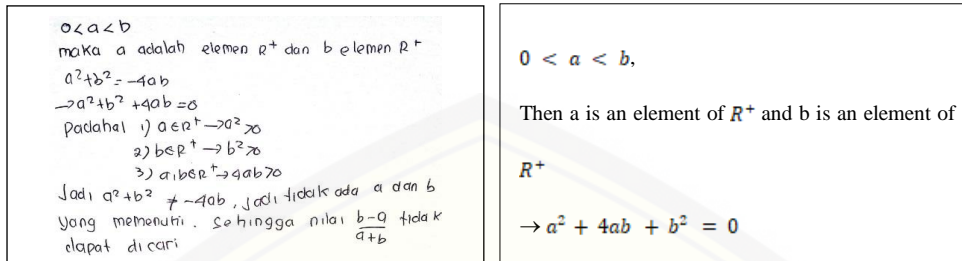 0<a<b
maka a adalah elemen R⁺ dan b elemen R⁺
a²+b²=-4ab
→a²+b²+4ab=0
Padahal 1) a∈R⁺→a²>0
2) b∈R⁺→b²>0
3) a,b∈R⁺→4ab>0
Jadi a²+b² ≠ -4ab, jadi tidak ada a dan b
yang memenuhi. Sehingga nilai (b-a)/(a+b) tidak
dapat dicari
0 < a < b,
Then a is an element of R⁺ and b is an element of
R⁺
→ a² + 4ab + b² = 0